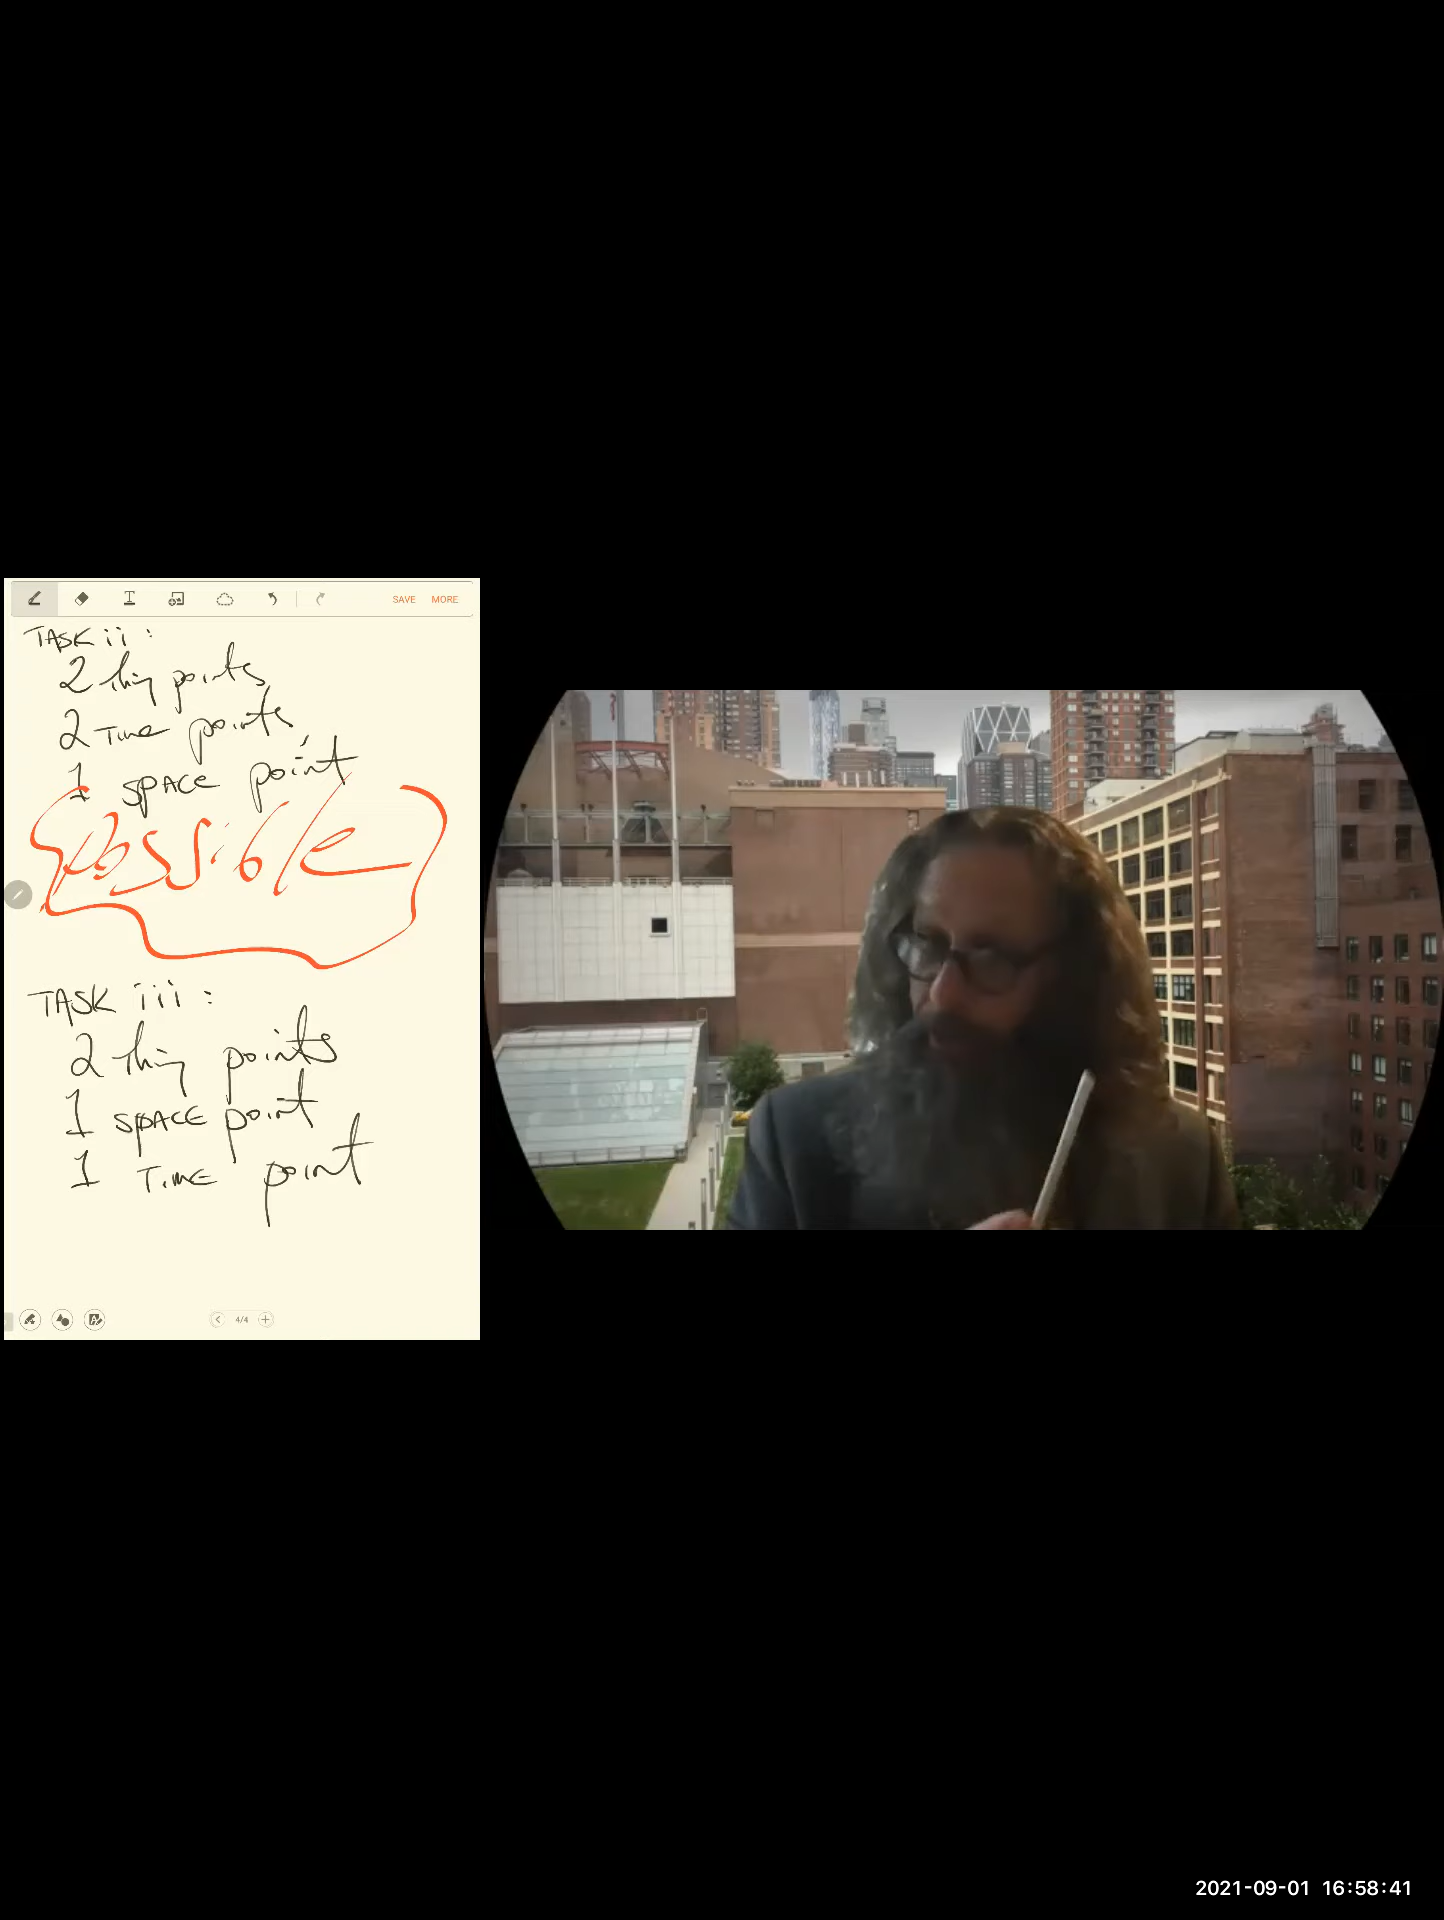 SAVE MORE
TASK ii :
2 thing points
2 Time points
1 SPACE point
possible
TASK iii :
2 thing points
1 SPACE point
1 TIME point
4/4
2021-09-01 16:58:41